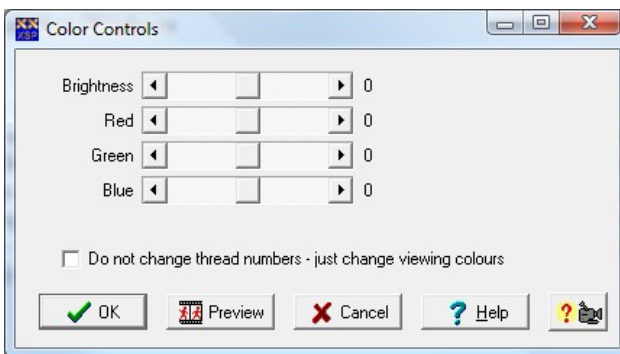 XSP Color Controls
Brightness 0
Red 0
Green 0
Blue 0
Do not change thread numbers - just change viewing colours
OK Preview Cancel ? Help ?